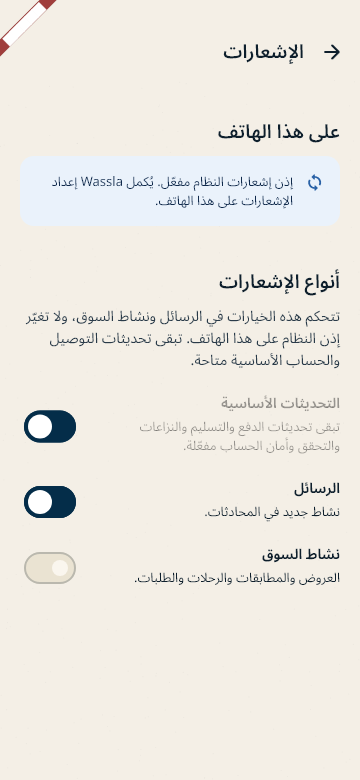 الإشعارات
على هذا الهاتف
إذن إشعارات النظام مفعّل. يُكمل Wassla إعداد
الإشعارات على هذا الهاتف.
أنواع الإشعارات
تتحكم هذه الخيارات في الرسائل ونشاط السوق، ولا تغيّر
إذن النظام على هذا الهاتف. تبقى تحديثات التوصيل
والحساب الأساسية متاحة.
التحديثات الأساسية
تبقى تحديثات الدفع والتسليم والنزاعات
والتحقق وأمان الحساب مفعّلة.
الرسائل
نشاط جديد في المحادثات.
نشاط السوق
العروض والمطابقات والرحلات والطلبات.